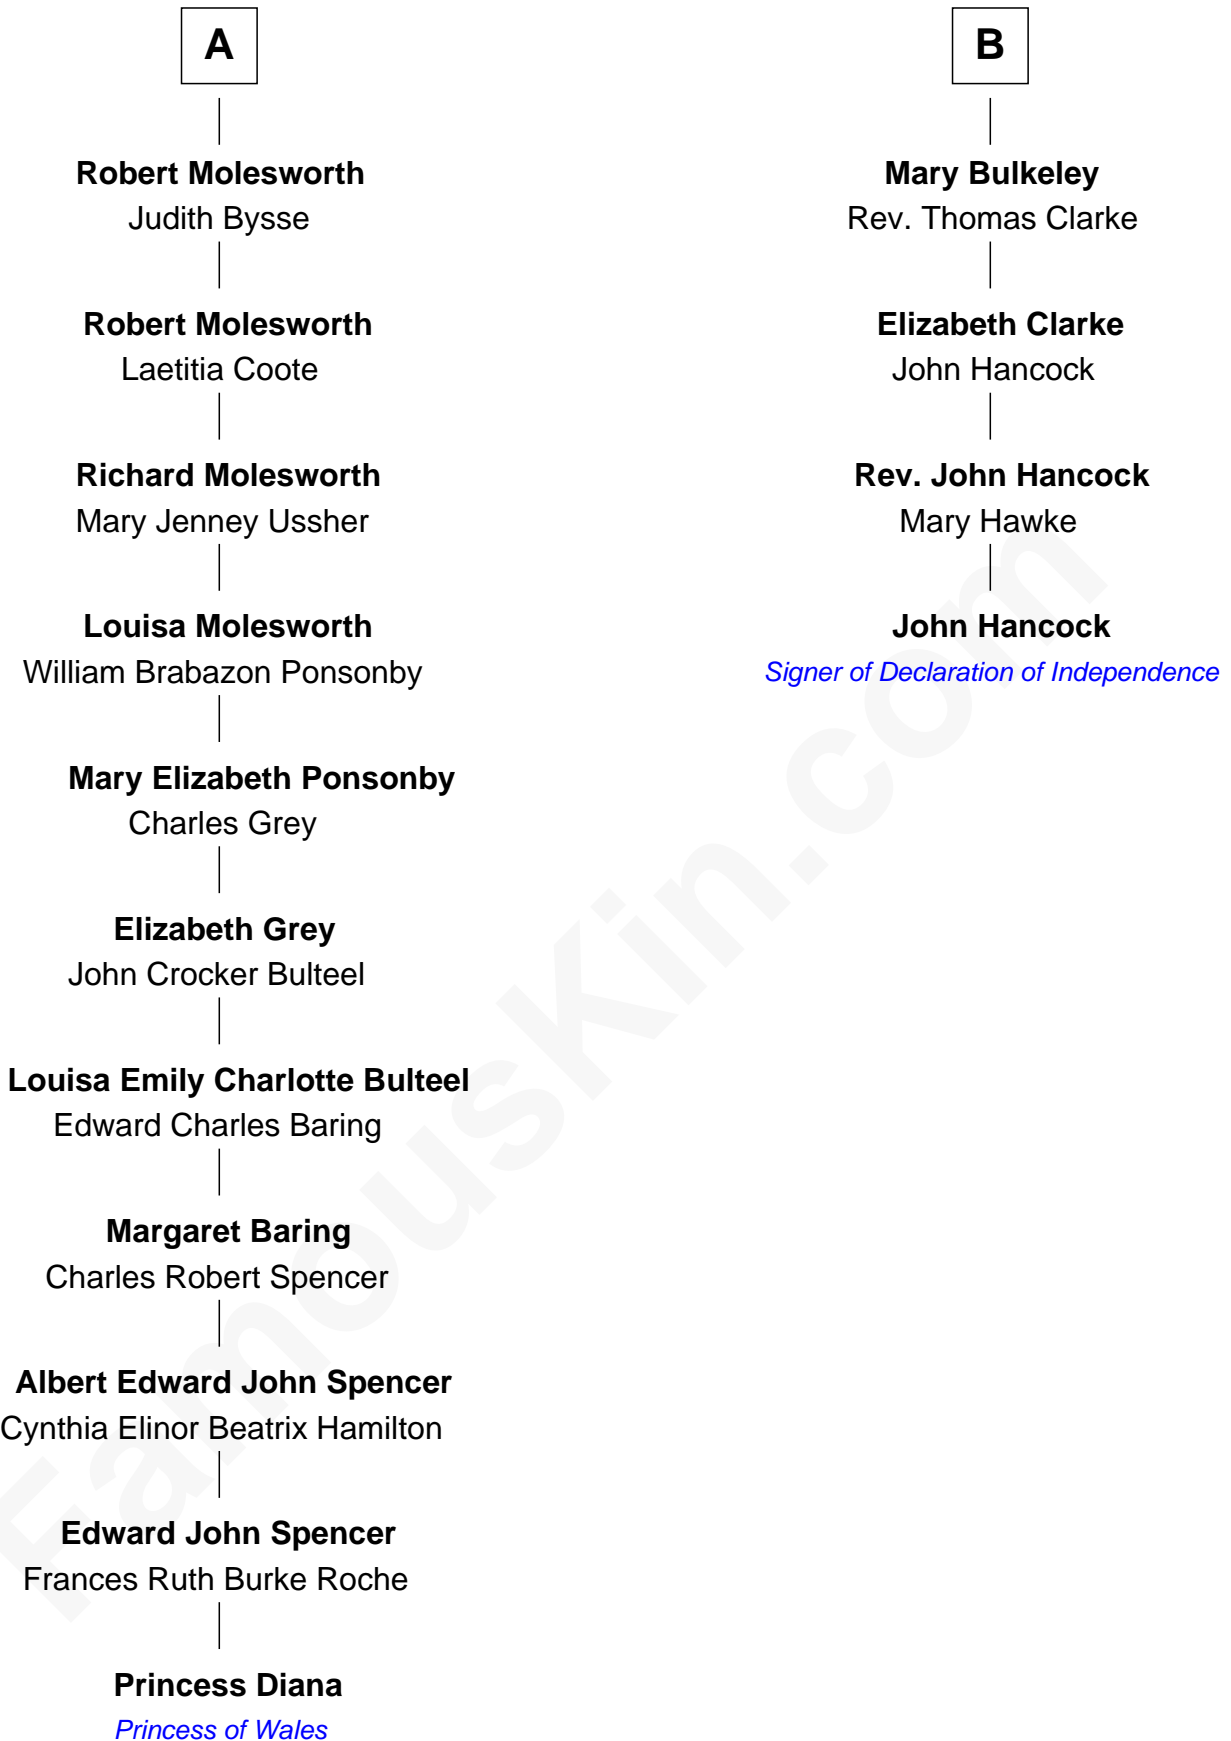 A
Robert Molesworth
Judith Bysse
Robert Molesworth
Laetitia Coote
Richard Molesworth
Mary Jenney Ussher
Louisa Molesworth
William Brabazon Ponsonby
Mary Elizabeth Ponsonby
Charles Grey
Elizabeth Grey
John Crocker Bulteel
Louisa Emily Charlotte Bulteel
Edward Charles Baring
Margaret Baring
Charles Robert Spencer
Albert Edward John Spencer
Cynthia Elinor Beatrix Hamilton
Edward John Spencer
Frances Ruth Burke Roche
Princess Diana
Princess of Wales
B
Mary Bulkeley
Rev. Thomas Clarke
Elizabeth Clarke
John Hancock
Rev. John Hancock
Mary Hawke
John Hancock
Signer of Declaration of Independence
FamousKin.com